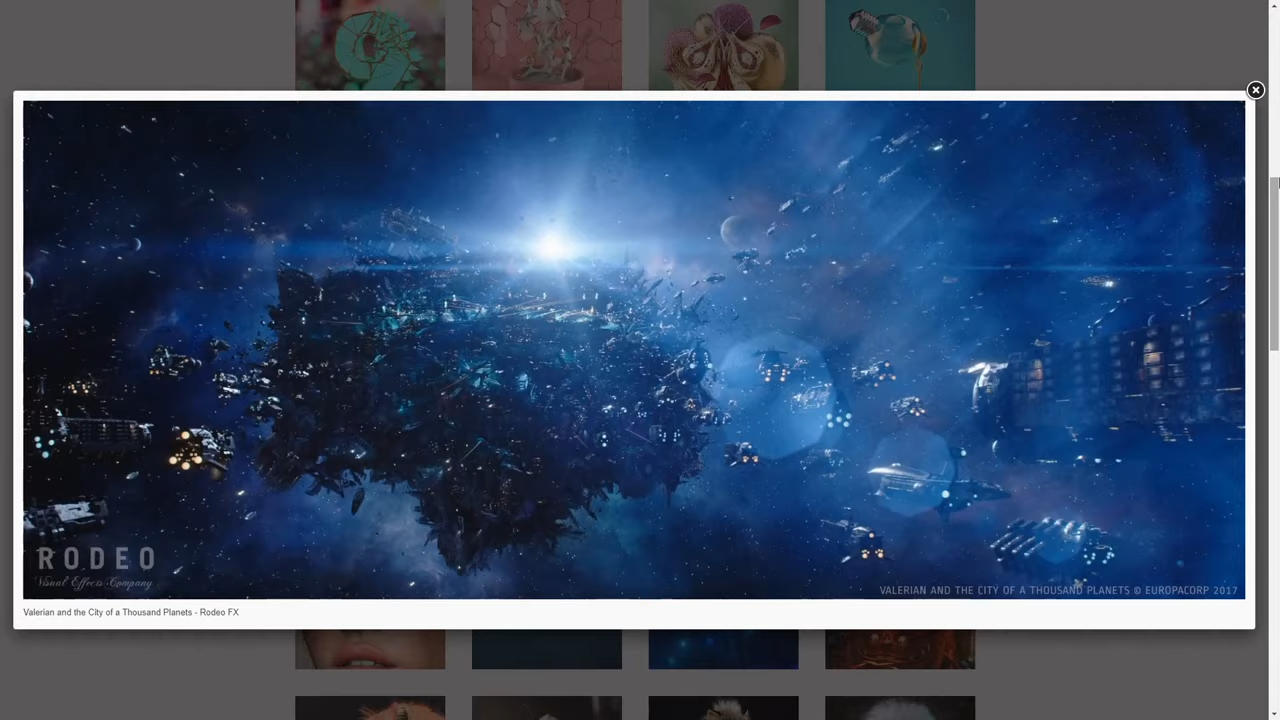 RODEO
Visual Effects Company
VALERIAN AND THE CITY OF A THOUSAND PLANETS © EUROPACORP 2017
Valerian and the City of a Thousand Planets - Rodeo FX